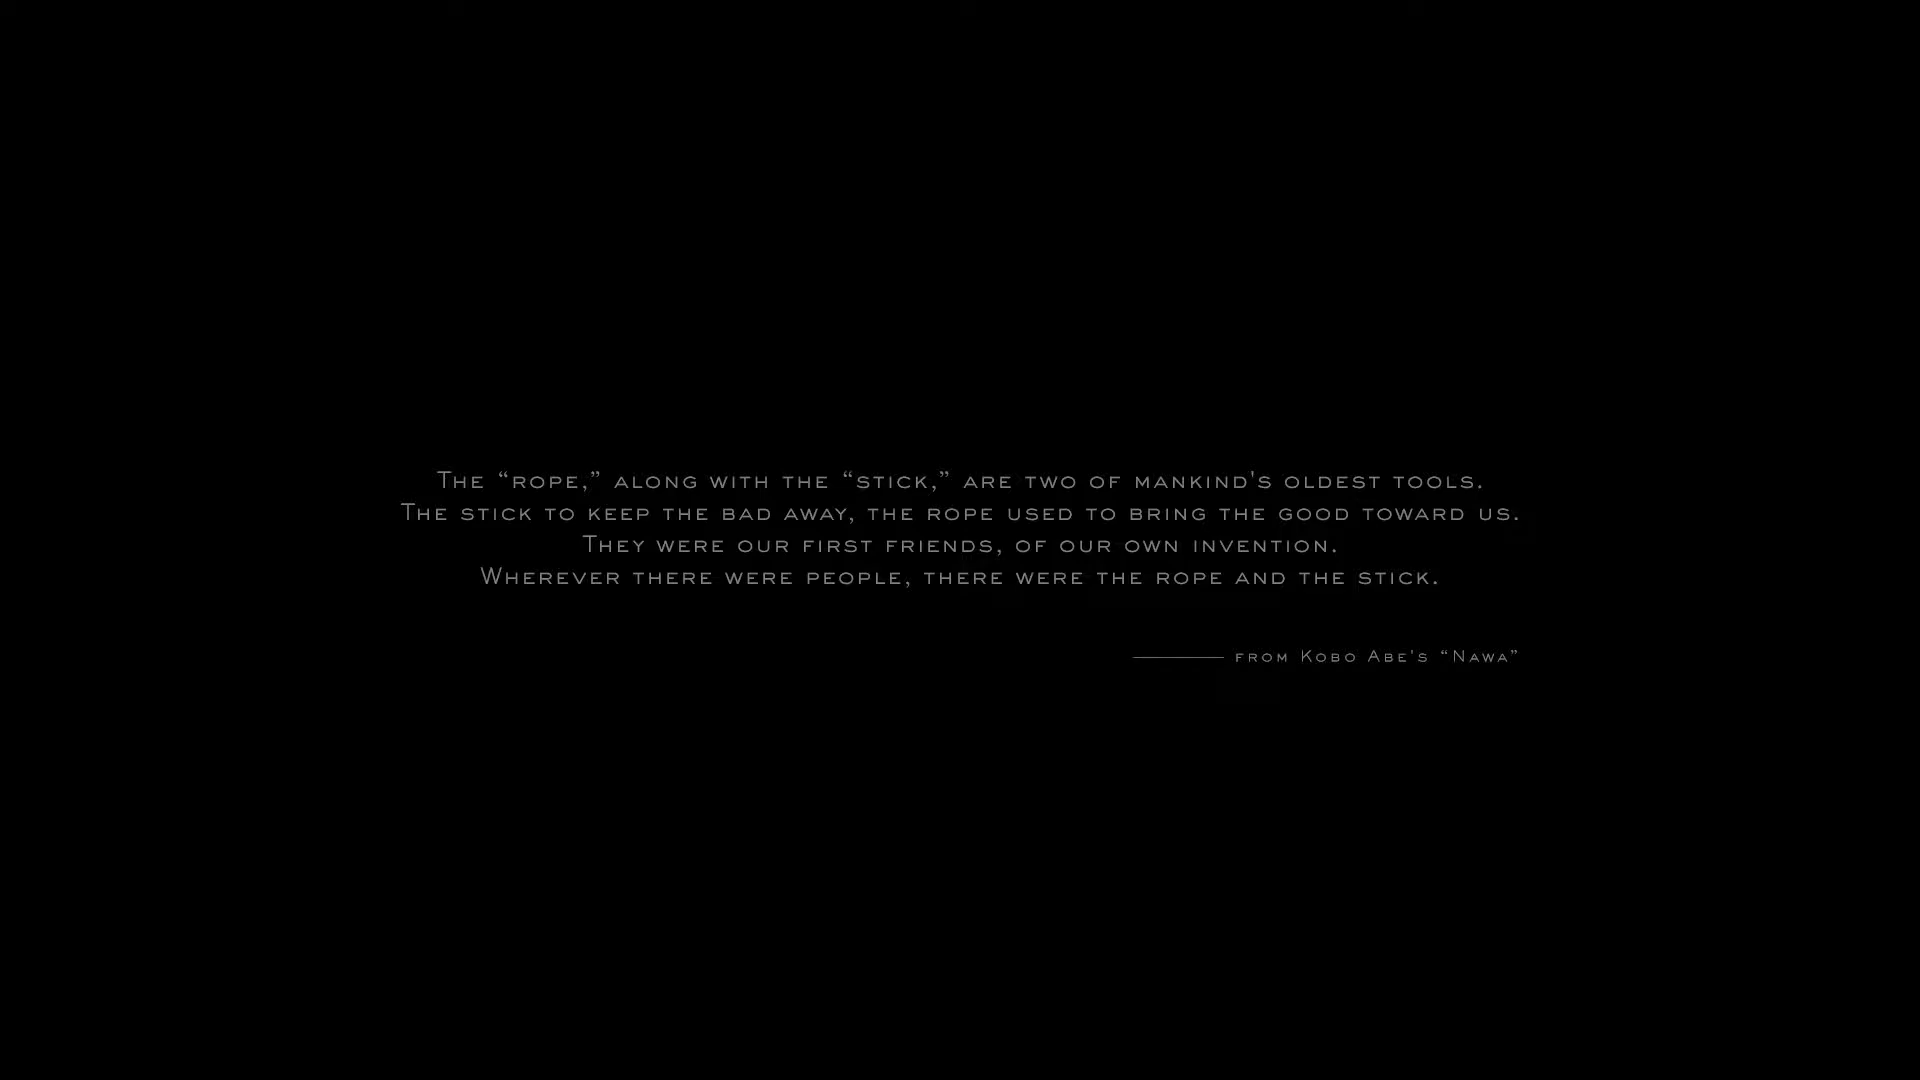 The “rope,” along with the “stick,” are two of mankind's oldest tools.
The stick to keep the bad away, the rope used to bring the good toward us.
They were our first friends, of our own invention.
Wherever there were people, there were the rope and the stick.
——— from Kobo Abe's “Nawa”